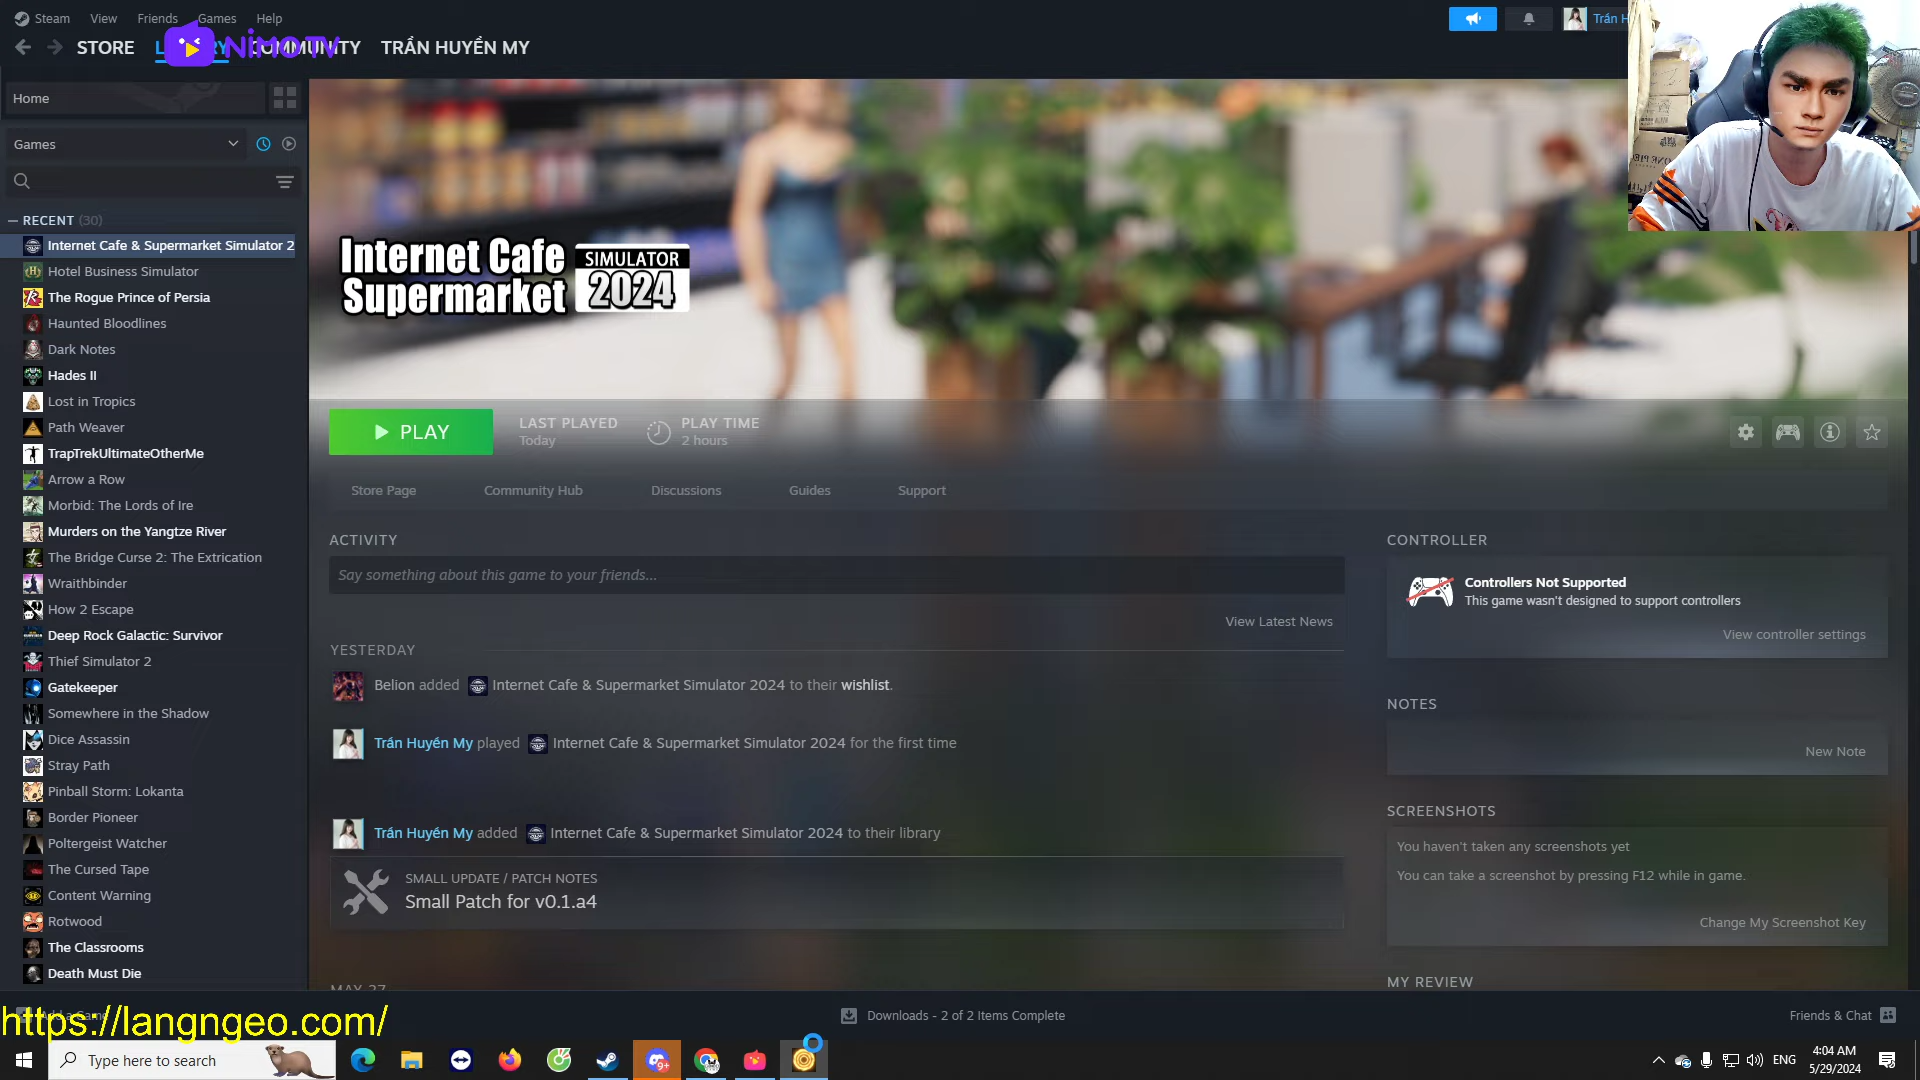 Steam View Friends Games Help
Trần H
STORE COMMUNITY TRẦN HUYỀN MY
nimo TV
Home
Games
RECENT (30)
Internet Cafe & Supermarket Simulator 2
Hotel Business Simulator
The Rogue Prince of Persia
Haunted Bloodlines
Dark Notes
Hades II
Lost in Tropics
Path Weaver
TrapTrekUltimateOtherMe
Arrow a Row
Morbid: The Lords of Ire
Murders on the Yangtze River
The Bridge Curse 2: The Extrication
Wraithbinder
How 2 Escape
Deep Rock Galactic: Survivor
Thief Simulator 2
Gatekeeper
Somewhere in the Shadow
Dice Assassin
Stray Path
Pinball Storm: Lokanta
Border Pioneer
Poltergeist Watcher
The Cursed Tape
Content Warning
Rotwood
The Classrooms
Death Must Die
Internet Cafe
Supermarket
SIMULATOR
2024
PLAY
LAST PLAYED
Today
PLAY TIME
2 hours
Store Page Community Hub Discussions Guides Support
ACTIVITY
Say something about this game to your friends...
View Latest News
YESTERDAY
Belion added Internet Cafe & Supermarket Simulator 2024 to their wishlist.
Trần Huyền My played Internet Cafe & Supermarket Simulator 2024 for the first time
Trần Huyền My added Internet Cafe & Supermarket Simulator 2024 to their library
SMALL UPDATE / PATCH NOTES
Small Patch for v0.1.a4
MAY 27
CONTROLLER
Controllers Not Supported
This game wasn't designed to support controllers
View controller settings
NOTES
New Note
SCREENSHOTS
You haven't taken any screenshots yet
You can take a screenshot by pressing F12 while in game.
Change My Screenshot Key
MY REVIEW
https://langngeo.com/
Downloads - 2 of 2 Items Complete
Friends & Chat
Type here to search
9+
ENG
4:04 AM
5/29/2024